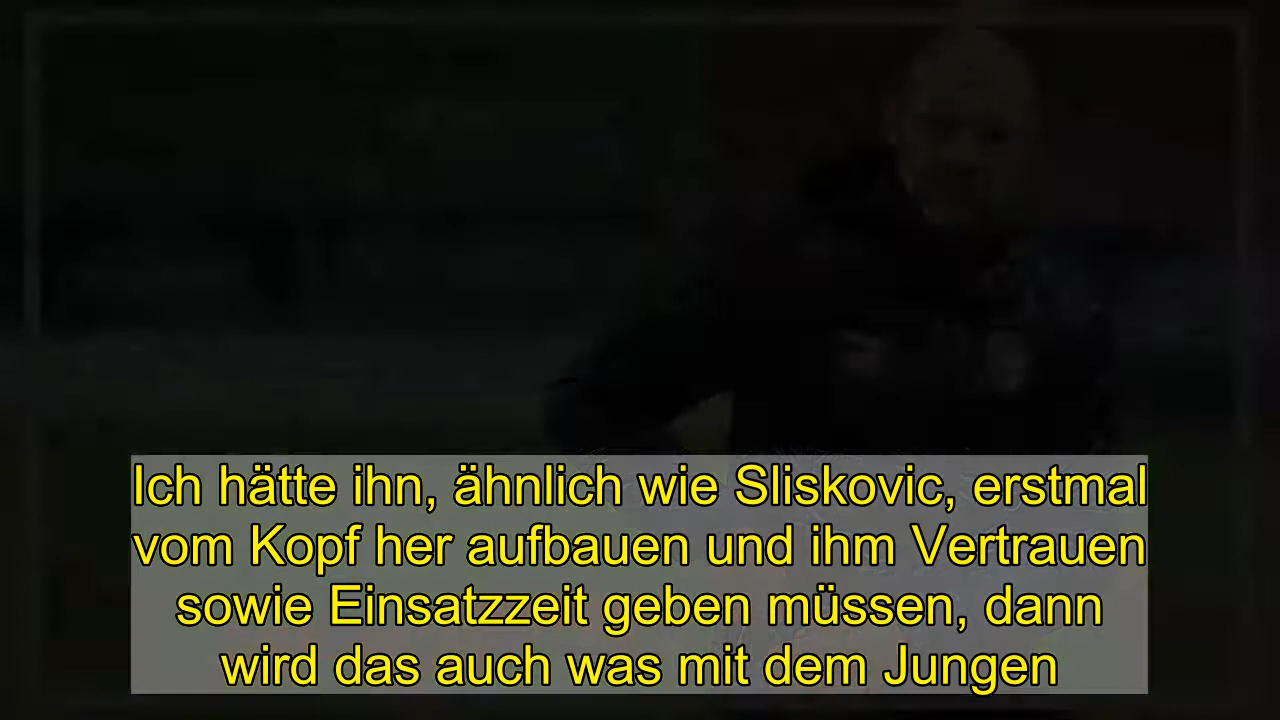 Ich hätte ihn, ähnlich wie Sliskovic, erstmal
vom Kopf her aufbauen und ihm Vertrauen
sowie Einsatzzeit geben müssen, dann
wird das auch was mit dem Jungen